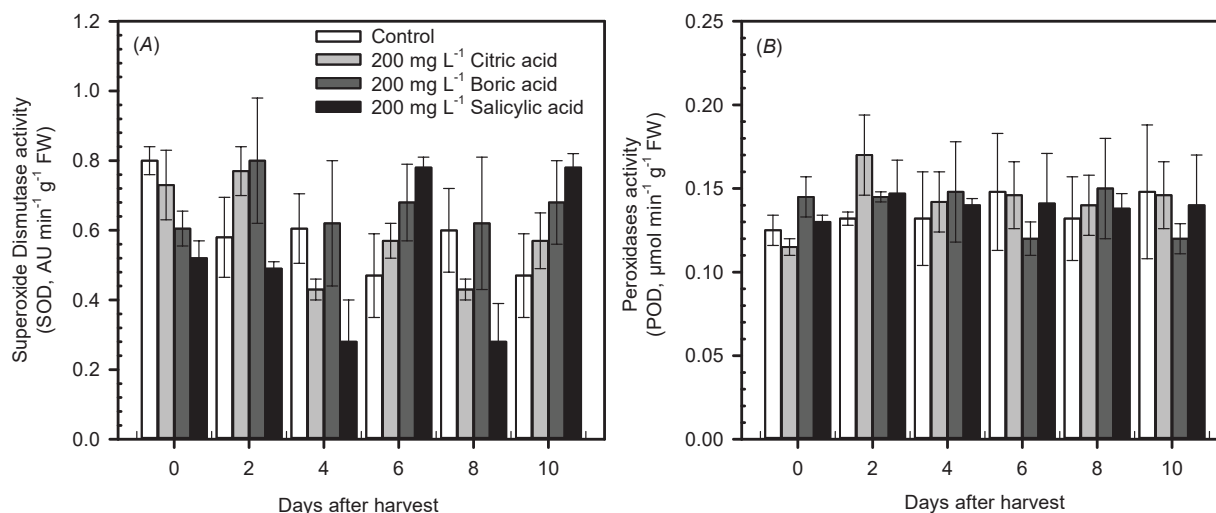 (A)
Control
200 mg L⁻¹ Citric acid
200 mg L⁻¹ Boric acid
200 mg L⁻¹ Salicylic acid
Superoxide Dismutase activity
(SOD, AU min⁻¹ g⁻¹ FW)
1.2
1.0
0.8
0.6
0.4
0.2
0.0
0 2 4 6 8 10
Days after harvest
(B)
Peroxidases activity
(POD, µmol min⁻¹ g⁻¹ FW)
0.25
0.20
0.15
0.10
0.05
0.00
0 2 4 6 8 10
Days after harvest